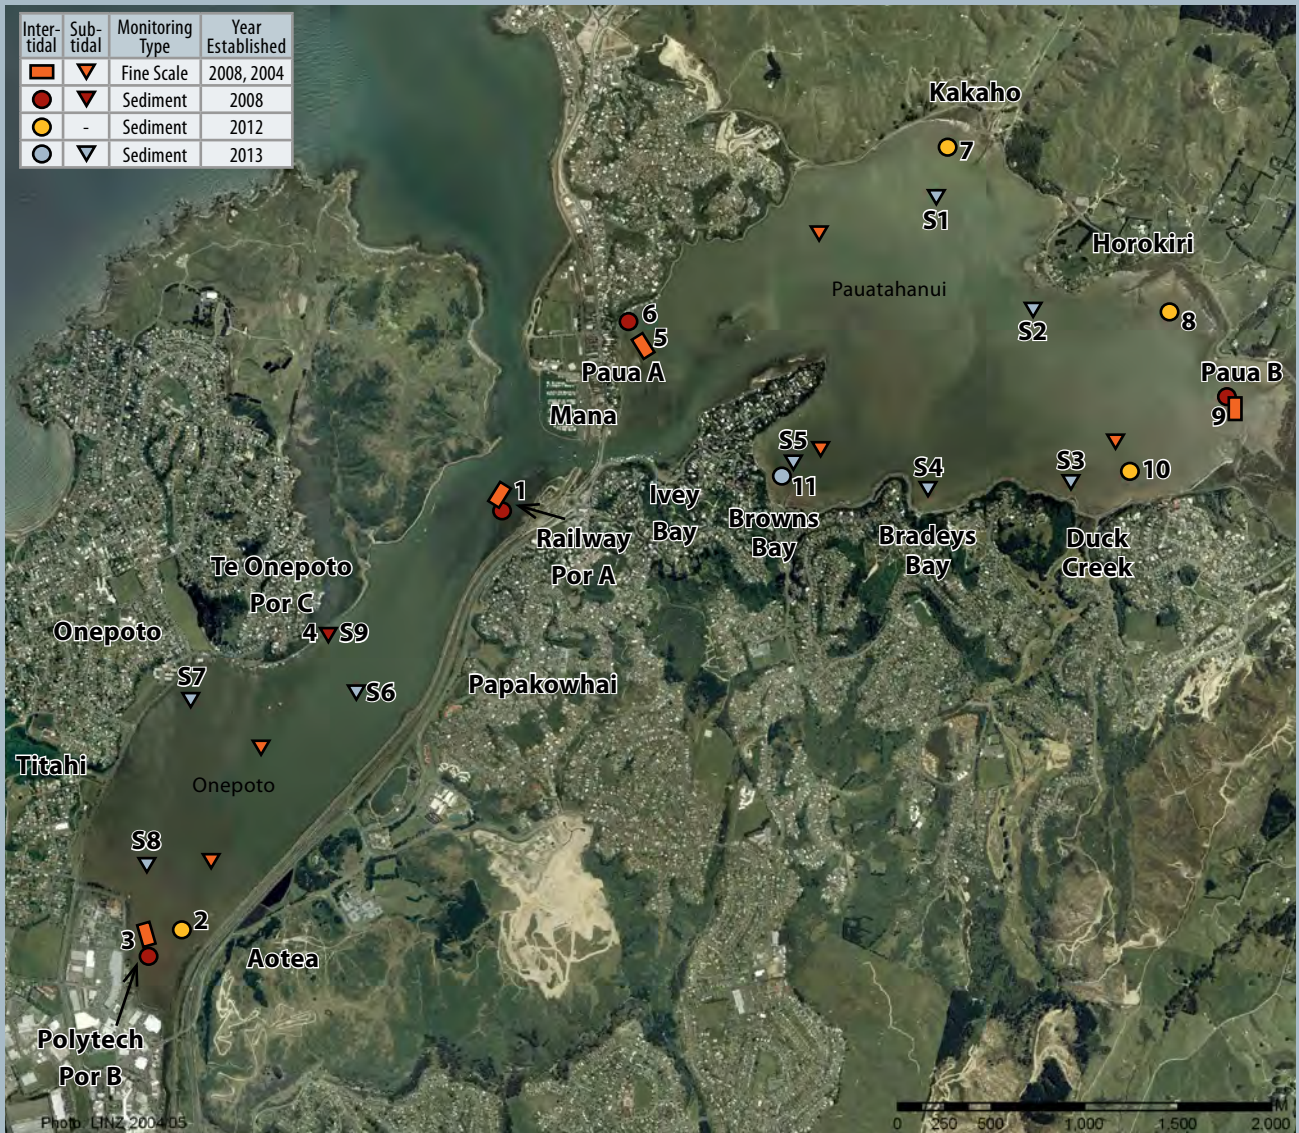 Inter-tidal Sub-tidal Monitoring Type Year Established
Fine Scale 2008, 2004
Sediment 2008
- Sediment 2012
Sediment 2013
Kakaho
7
S1
Horokiri
Pauatahanui
S2
8
6
5
Paua A
Paua B
9
Mana
S5
11
S4
S3
10
1
Railway
Por A
Ivey
Bay
Browns
Bay
Bradeys
Bay
Duck
Creek
Te Onepoto
Por C
Onepoto
4 S9
S7
S6
Papakowhai
Titahi
Onepoto
S8
3
2
Aotea
Polytech
Por B
Photo: LINZ 2004/05
M
0 250 500 1,000 1,500 2,000